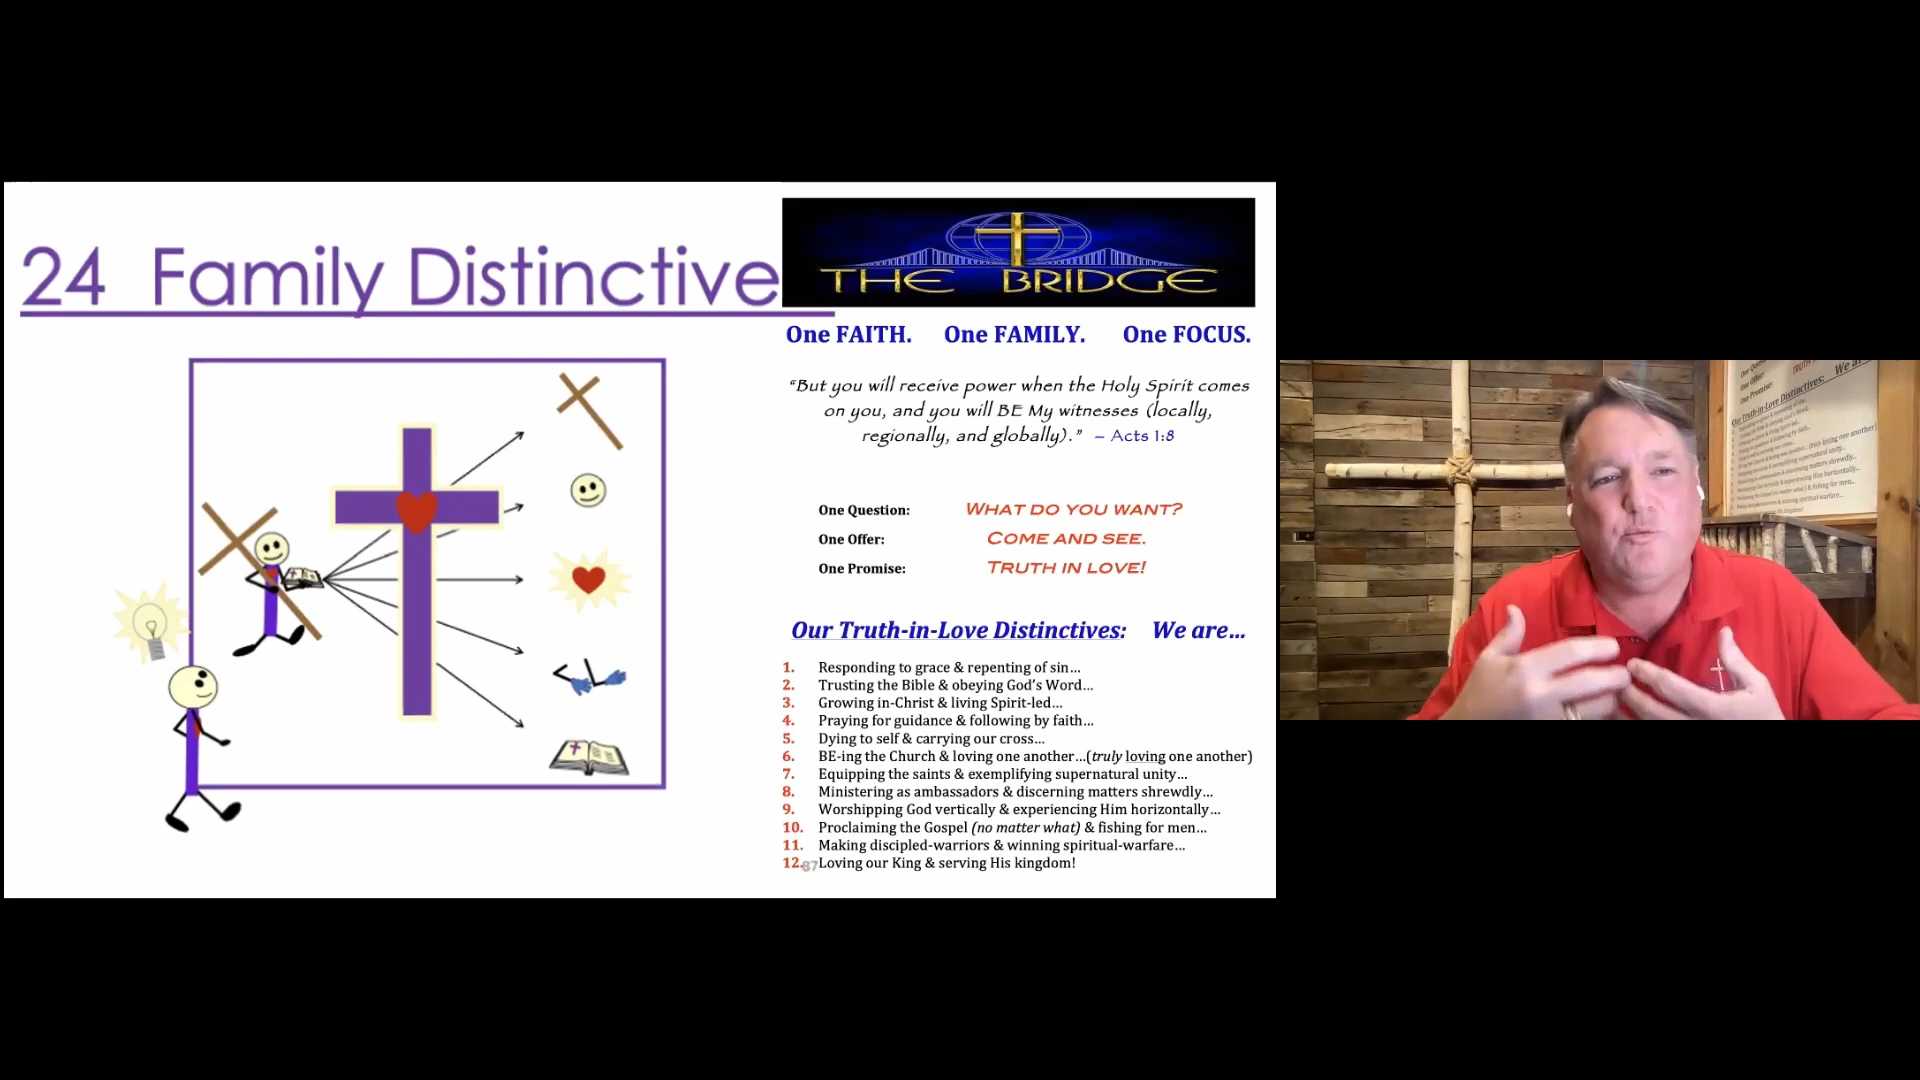 24 Family Distinctive
THE BRIDGE
One FAITH. One FAMILY. One FOCUS.
“But you will receive power when the Holy Spirit comes
on you, and you will BE My witnesses (locally,
regionally, and globally).” – Acts 1:8
One Question: WHAT DO YOU WANT?
One Offer: COME AND SEE.
One Promise: TRUTH IN LOVE!
Our Truth-in-Love Distinctives: We are...
1. Responding to grace & repenting of sin...
2. Trusting the Bible & obeying God's Word...
3. Growing in-Christ & living Spirit-led...
4. Praying for guidance & following by faith...
5. Dying to self & carrying our cross...
6. BE-ing the Church & loving one another...(truly loving one another)
7. Equipping the saints & exemplifying supernatural unity...
8. Ministering as ambassadors & discerning matters shrewdly...
9. Worshipping God vertically & experiencing Him horizontally...
10. Proclaiming the Gospel (no matter what) & fishing for men...
11. Making discipled-warriors & winning spiritual-warfare...
12. Loving our King & serving His kingdom!
87
One Offer:
One Promise:
Our Truth-in-Love Distinctives: We are